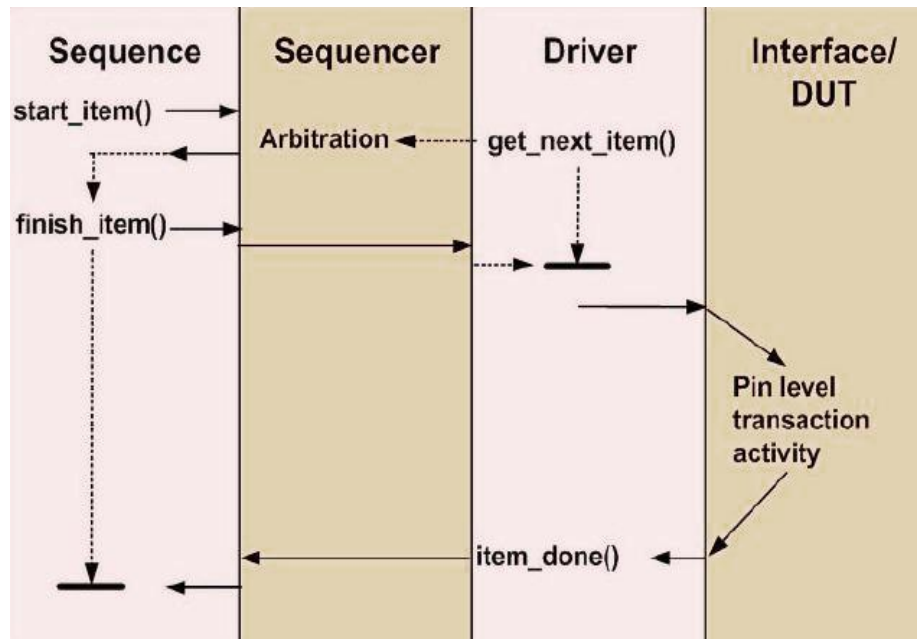 Sequence
Sequencer
Driver
Interface/
DUT
start_item()
Arbitration
get_next_item()
finish_item()
Pin level
transaction
activity
item_done()